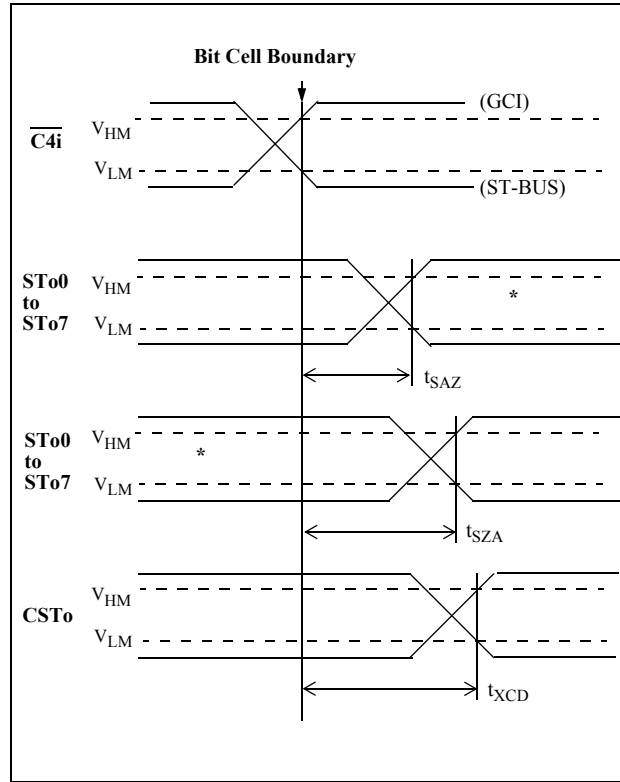 Bit Cell Boundary
(GCI)
C4i
V_HM
V_LM
(ST-BUS)
STo0
to
STo7
V_HM
V_LM
*
t_SAZ
STo0
to
STo7
V_HM
V_LM
*
t_SZA
CSTo
V_HM
V_LM
t_XCD